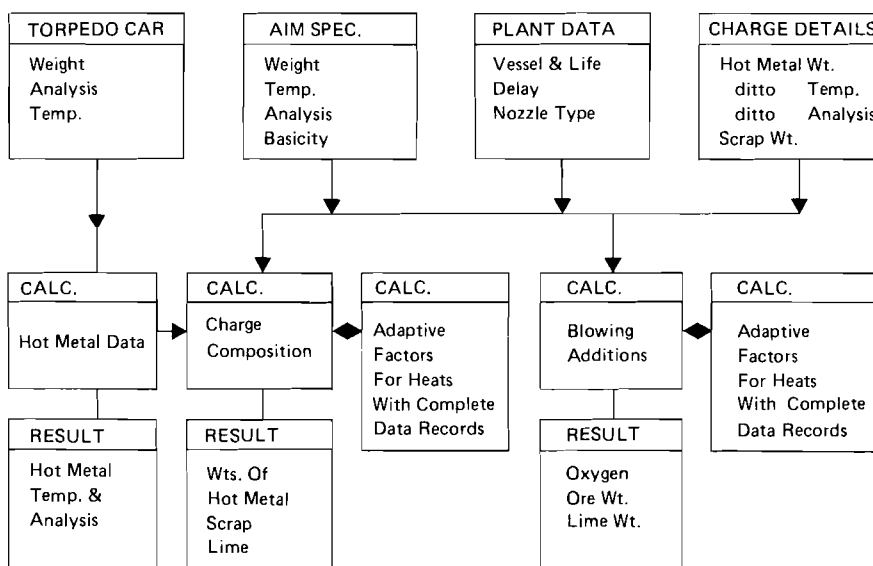 TORPEDO CAR
Weight
Analysis
Temp.
AIM SPEC.
Weight
Temp.
Analysis
Basicity
PLANT DATA
Vessel & Life
Delay
Nozzle Type
CHARGE DETAILS
Hot Metal Wt.
ditto Temp.
ditto Analysis
Scrap Wt.
CALC.
Hot Metal Data
CALC.
Charge
Composition
CALC.
Adaptive
Factors
For Heats
With Complete
Data Records
CALC.
Blowing
Additions
CALC.
Adaptive
Factors
For Heats
With Complete
Data Records
RESULT
Hot Metal
Temp. &
Analysis
RESULT
Wts. Of
Hot Metal
Scrap
Lime
RESULT
Oxygen
Ore Wt.
Lime Wt.